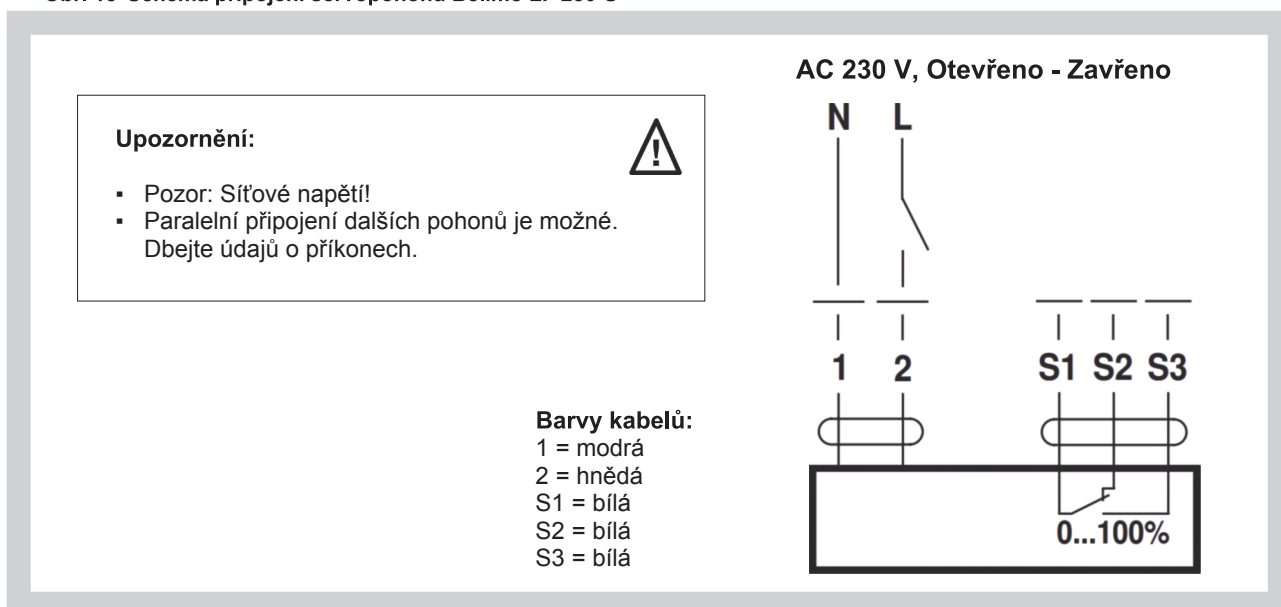 AC 230 V, Otevřeno - Zavřeno
N L
Upozornění:
▪ Pozor: Síťové napětí!
▪ Paralelní připojení dalších pohonů je možné.
Dbejte údajů o příkonech.
1 2 S1 S2 S3
Barvy kabelů:
1 = modrá
2 = hnědá
S1 = bílá
S2 = bílá
S3 = bílá
0...100%